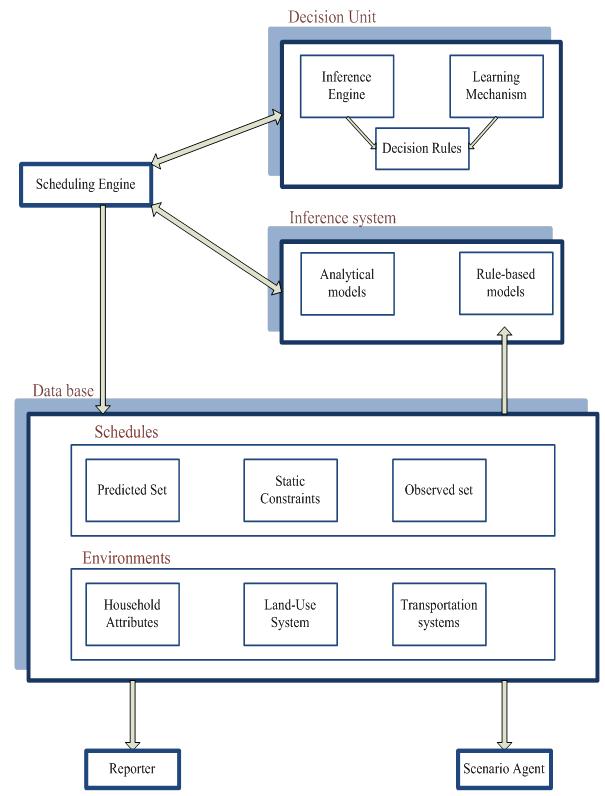 Decision Unit
Inference
Engine
Learning
Mechanism
Decision Rules
Scheduling Engine
Inference system
Analytical
models
Rule-based
models
Data base
Schedules
Predicted Set
Static
Constraints
Observed set
Environments
Household
Attributes
Land-Use
System
Transportation
systems
Reporter
Scenario Agent